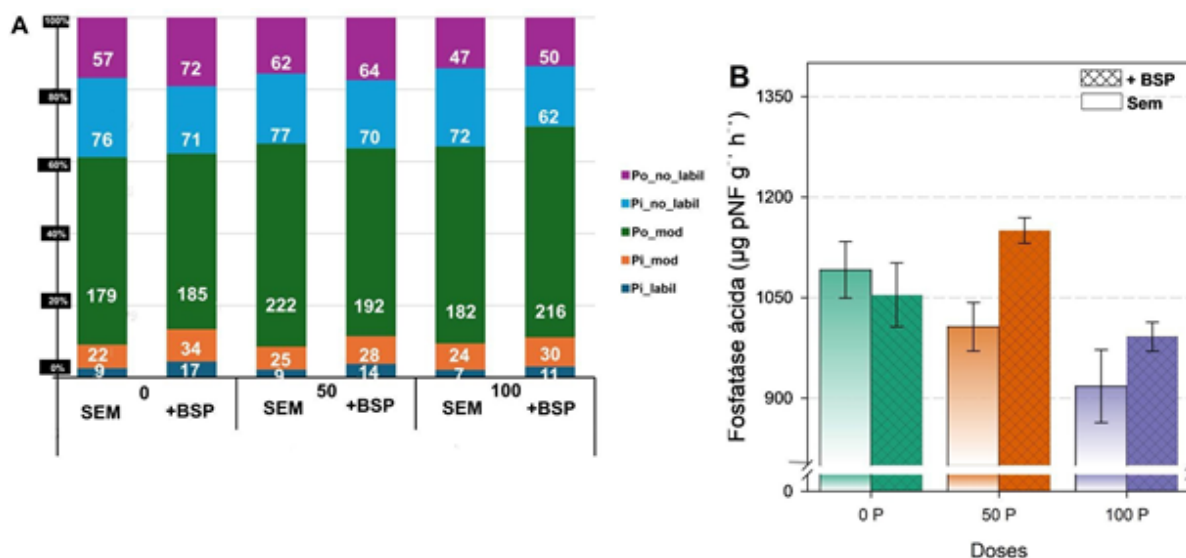 A
100%
80%
60%
40%
20%
0%
57 72 62 64 47 50
76 71 77 70 72 62
179 185 222 192 182 216
22 34 25 28 24 30
9 17 9 14 7 11
0 50 100
SEM +BSP SEM +BSP SEM +BSP
Po_no_labil
Pi_no_labil
Po_mod
Pi_mod
Pi_labil
B
+ BSP
Sem
Fosfatáse ácida (µg pNF g⁻¹ h⁻¹)
1350
1200
1050
900
0
0 P 50 P 100 P
Doses